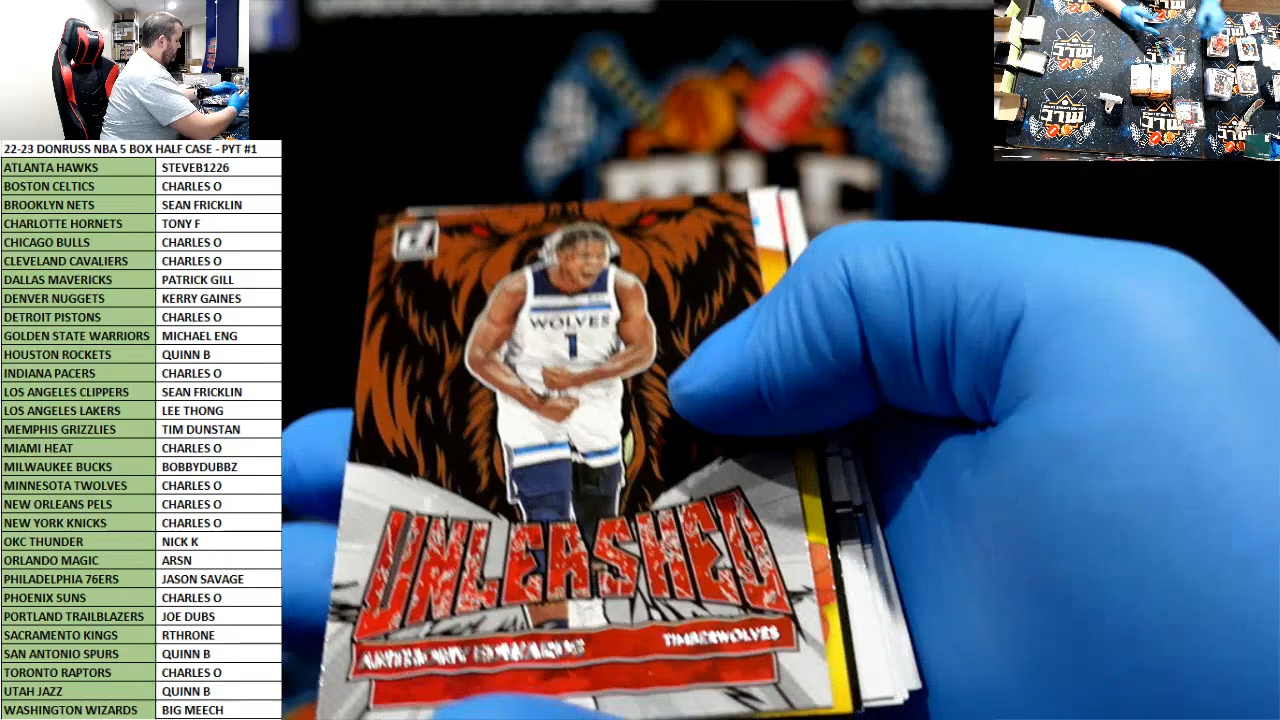 22-23 DONRUSS NBA 5 BOX HALF CASE - PYT #1
ATLANTA HAWKS STEVEB1226
BOSTON CELTICS CHARLES O
BROOKLYN NETS SEAN FRICKLIN
CHARLOTTE HORNETS TONY F
CHICAGO BULLS CHARLES O
CLEVELAND CAVALIERS CHARLES O
DALLAS MAVERICKS PATRICK GILL
DENVER NUGGETS KERRY GAINES
DETROIT PISTONS CHARLES O
GOLDEN STATE WARRIORS MICHAEL ENG
HOUSTON ROCKETS QUINN B
INDIANA PACERS CHARLES O
LOS ANGELES CLIPPERS SEAN FRICKLIN
LOS ANGELES LAKERS LEE THONG
MEMPHIS GRIZZLIES TIM DUNSTAN
MIAMI HEAT CHARLES O
MILWAUKEE BUCKS BOBBYDUBBZ
MINNESOTA TWOLVES CHARLES O
NEW ORLEANS PELS CHARLES O
NEW YORK KNICKS CHARLES O
OKC THUNDER NICK K
ORLANDO MAGIC ARSN
PHILADELPHIA 76ERS JASON SAVAGE
PHOENIX SUNS CHARLES O
PORTLAND TRAILBLAZERS JOE DUBS
SACRAMENTO KINGS RTHRONE
SAN ANTONIO SPURS QUINN B
TORONTO RAPTORS CHARLES O
UTAH JAZZ QUINN B
WASHINGTON WIZARDS BIG MEECH
WOLVES
1
UNLEASHED
ANTHONY EDWARDS TIMBERWOLVES